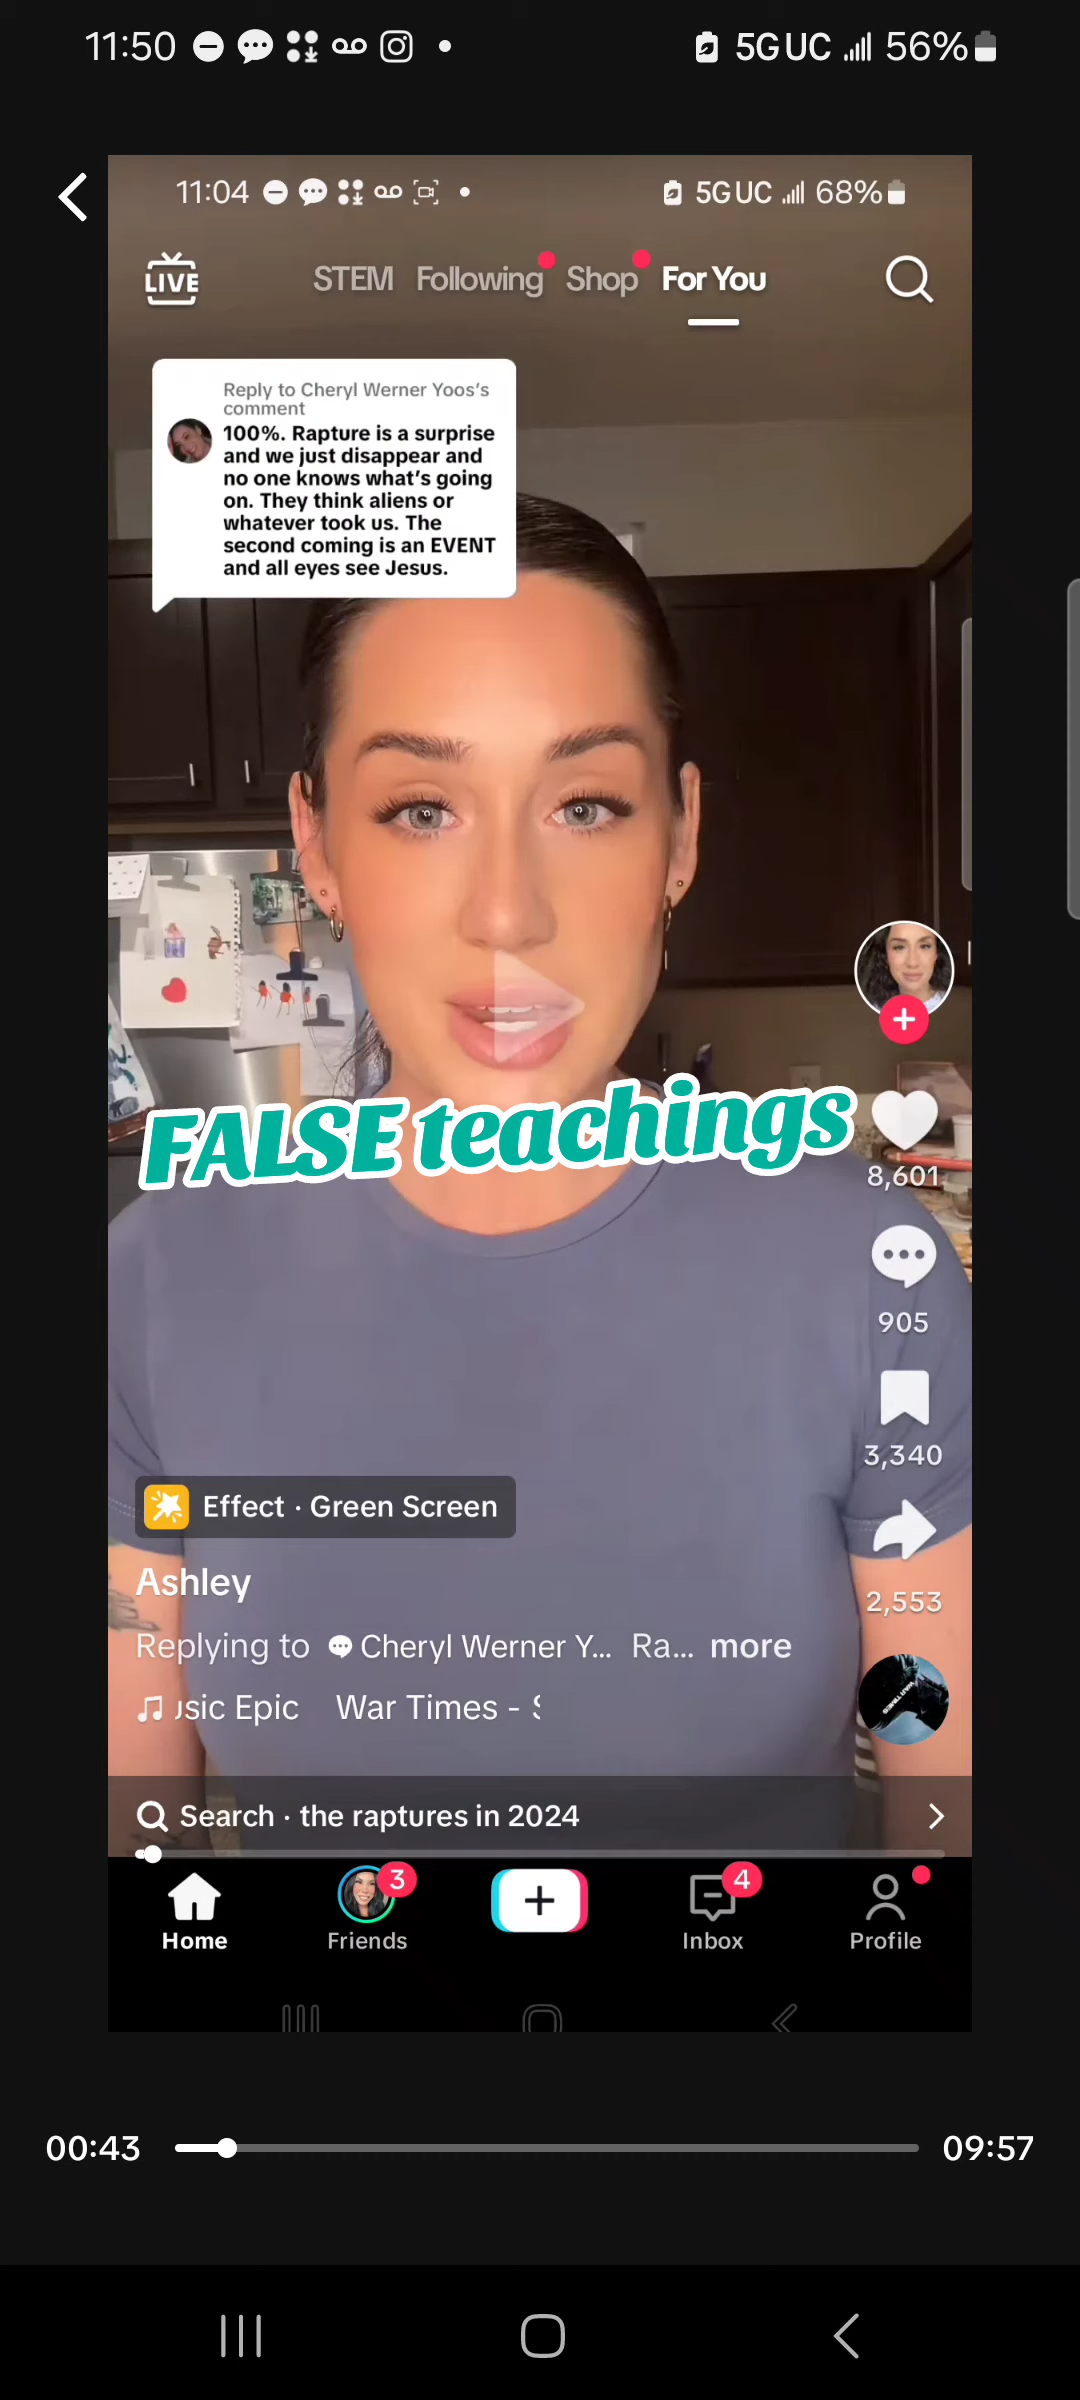 11:50
5G UC 56%
11:04
5G UC 68%
LIVE
STEM Following Shop For You
Reply to Cheryl Werner Yoos's
comment
100%. Rapture is a surprise
and we just disappear and
no one knows what's going
on. They think aliens or
whatever took us. The
second coming is an EVENT
and all eyes see Jesus.
FALSE teachings
8,601
905
3,340
2,553
Effect · Green Screen
Ashley
Replying to Cheryl Werner Y... Ra... more
usic Epic War Times -
WAR TIMES
Search · the raptures in 2024
3
4
Home Friends Inbox Profile
00:43 09:57